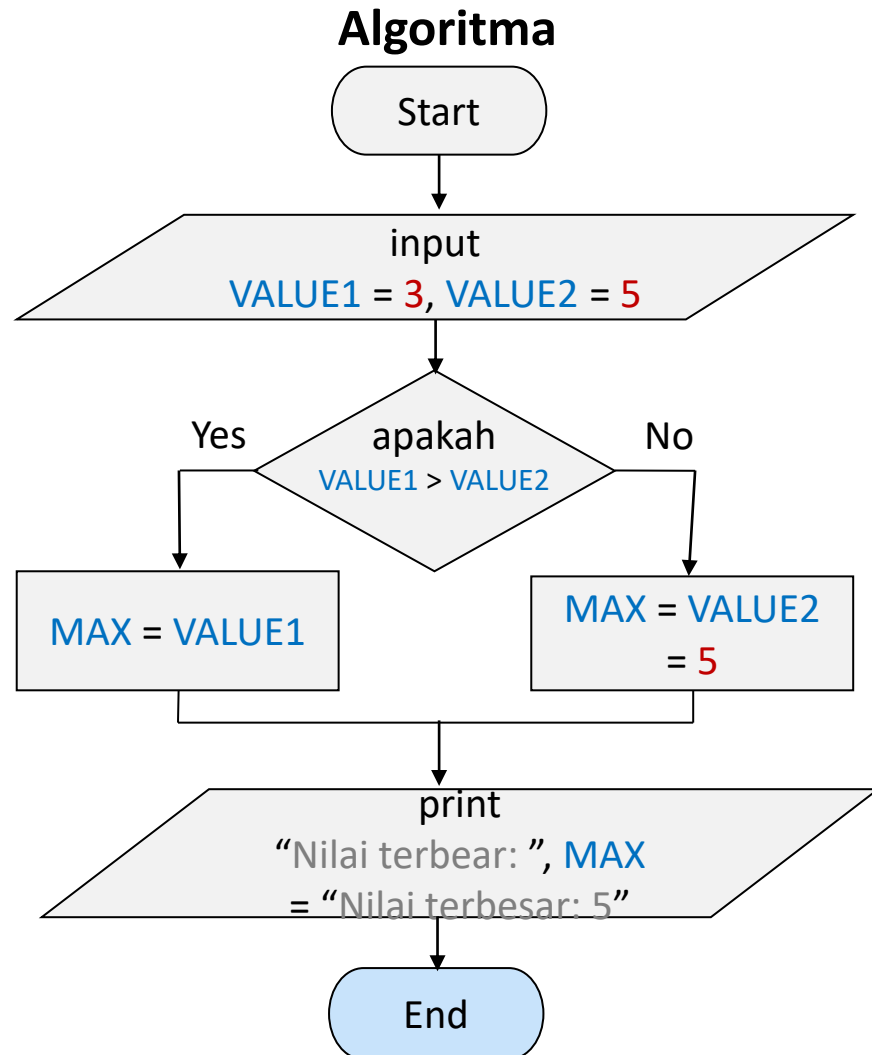 Algoritma
Start
input
VALUE1 = 3, VALUE2 = 5
Yes
apakah
No
VALUE1 > VALUE2
MAX = VALUE1
MAX = VALUE2
= 5
print
“Nilai terbear: ”, MAX
= “Nilai terbesar: 5”
End